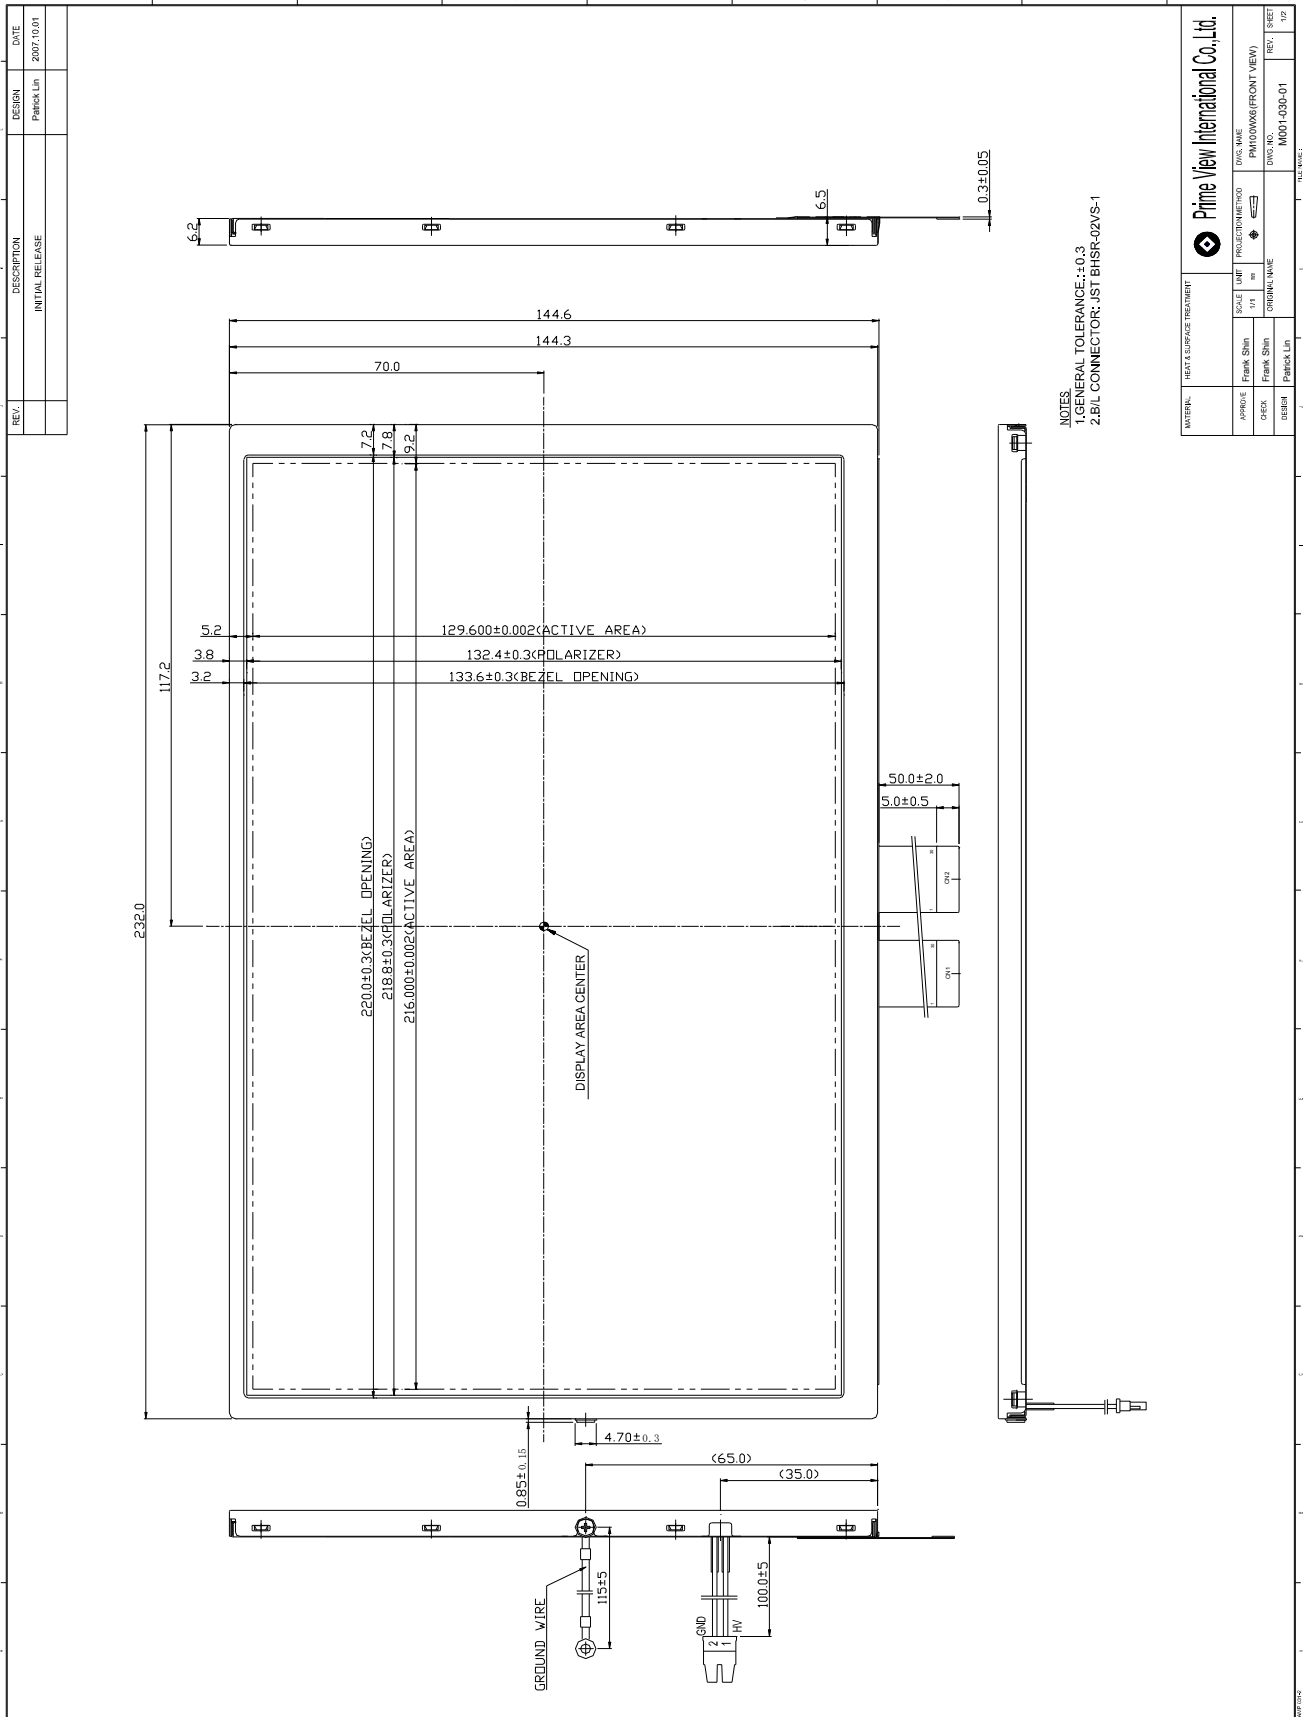 REV.
DESCRIPTION
DESIGN
DATE
INITIAL RELEASE
Patrick Lin
2007.10.01
6.2
6.5
0.3±0.05
144.6
144.3
70.0
7.2
7.8
9.2
5.2
129.600±0.002(ACTIVE AREA)
3.8
132.4±0.3(POLARIZER)
3.2
133.6±0.3(BEZEL OPENING)
117.2
232.0
220.0±0.3(BEZEL OPENING)
218.8±0.3(POLARIZER)
216.000±0.002(ACTIVE AREA)
DISPLAY AREA CENTER
50.0±2.0
5.0±0.5
CN2
CN1
0.85±0.15
4.70±0.3
(65.0)
(35.0)
GROUND WIRE
115±5
100.0±5
GND
HV
2
1
NOTES
1.GENERAL TOLERANCE.:±0.3
2.B/L CONNECTOR: JST BHSR-02VS-1
MATERIAL
HEAT & SURFACE TREATMENT
Prime View International Co.,Ltd.
APPROVE
Frank Shin
SCALE
1/1
UNIT
PROJECTION METHOD
DWG. NAME
PM100WX6(FRONT VIEW)
CHECK
Frank Shin
ORIGINAL NAME
DWG. NO.
M001-030-01
REV.
SHEET
1/2
DESIGN
Patrick Lin
FILE NAME :